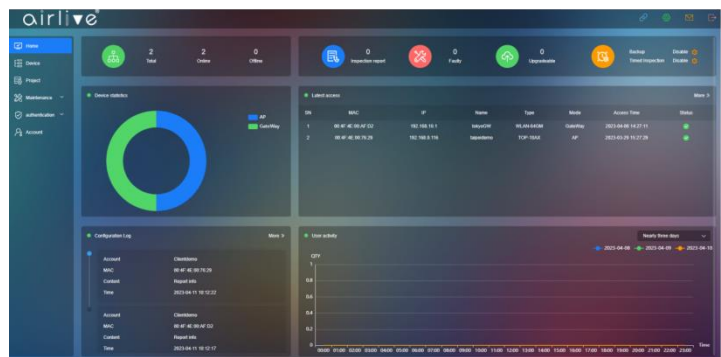 airlive®
Home
Device
Project
Maintenance
authentication
Account
2 2 0
Total Online Offline
0
Inspection report
0
Faulty
0
Upgradeable
Backup Disable
Timed Inspection Disable
Device statistics
AP
GateWay
Latest access More >
SN MAC IP Name Type Mode Access Time Status
1 192.168.10.1 WLAN-64GM GateWay 2023-04-06 14:27:11
2 AP 2023-03-29 15:27:29
Configuration Log More >
Account Clientdemo
MAC
Content Report info
Time 2023-04-11 10:12:22
Account Clientdemo
MAC
Content Report info
Time 2023-04-11 10:12:17
User activity Nearly three days
2023-04-08 2023-04-09 2023-04-10
QTY
1
0.8
0.6
0.4
0.2
0
00:00 01:00 02:00 03:00 04:00 05:00 06:00 07:00 08:00 09:00 10:00 11:00 12:00 13:00 14:00 15:00 16:00 17:00 18:00 19:00 20:00 21:00 22:00 23:00 Time